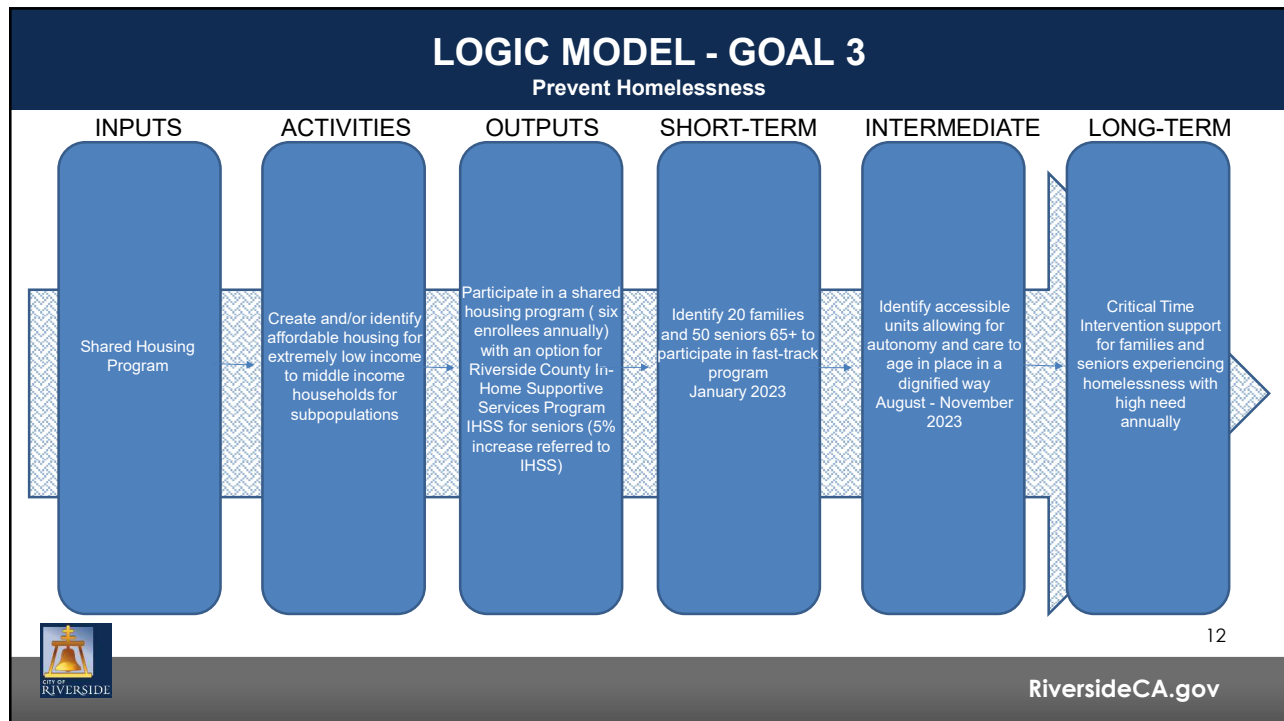 LOGIC MODEL - GOAL 3
Prevent Homelessness
INPUTS
Shared Housing
Program
ACTIVITIES
Create and/or identify
affordable housing for
extremely low income
to middle income
households for
subpopulations
OUTPUTS
Participate in a shared
housing program ( six
enrollees annually)
with an option for
Riverside County In-
Home Supportive
Services Program
IHSS for seniors (5%
increase referred to
IHSS)
SHORT-TERM
Identify 20 families
and 50 seniors 65+ to
participate in fast-track
program
January 2023
INTERMEDIATE
Identify accessible
units allowing for
autonomy and care to
age in place in a
dignified way
August - November
2023
LONG-TERM
Critical Time
Intervention support
for families and
seniors experiencing
homelessness with
high need
annually
12
CITY OF
RIVERSIDE
RiversideCA.gov